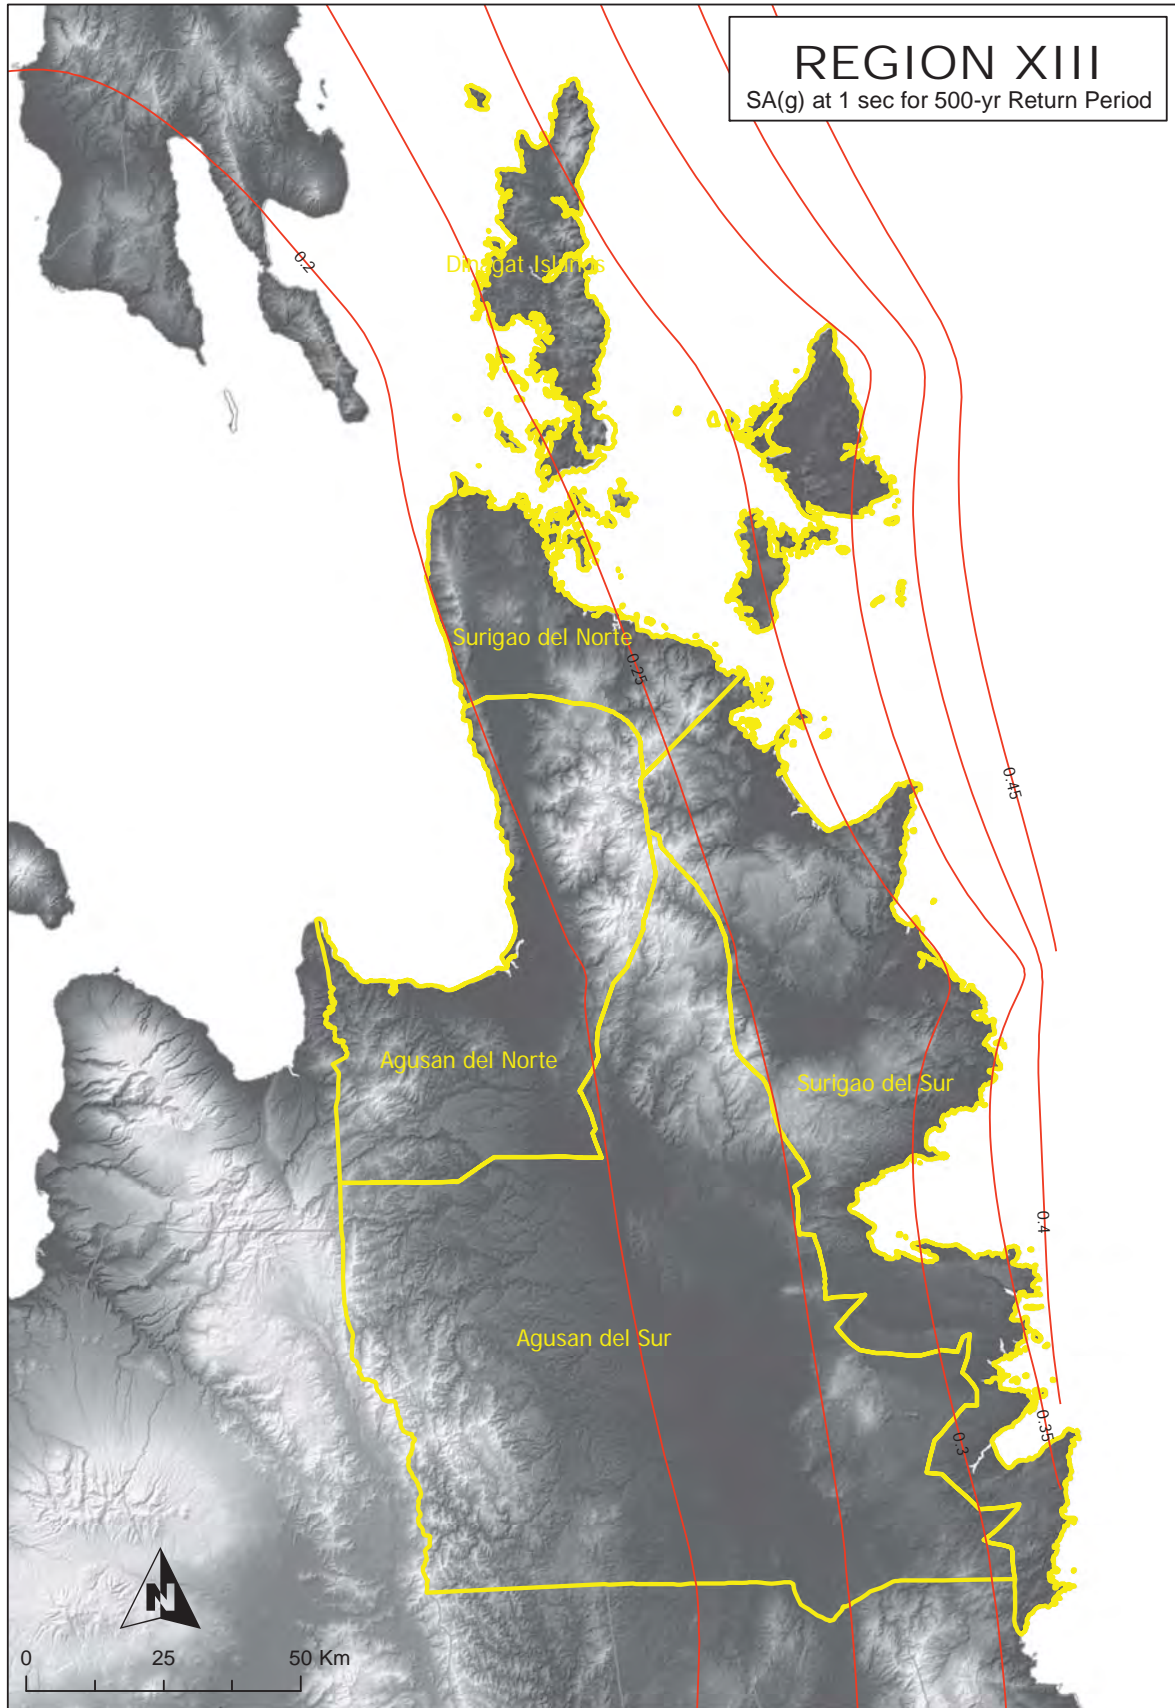 REGION XIII
SA(g) at 1 sec for 500-yr Return Period
0.2
Dinagat Islands
Surigao del Norte
0.25
0.45
Agusan del Norte
Surigao del Sur
0.4
Agusan del Sur
0.35
0.3
N
0 25 50 Km